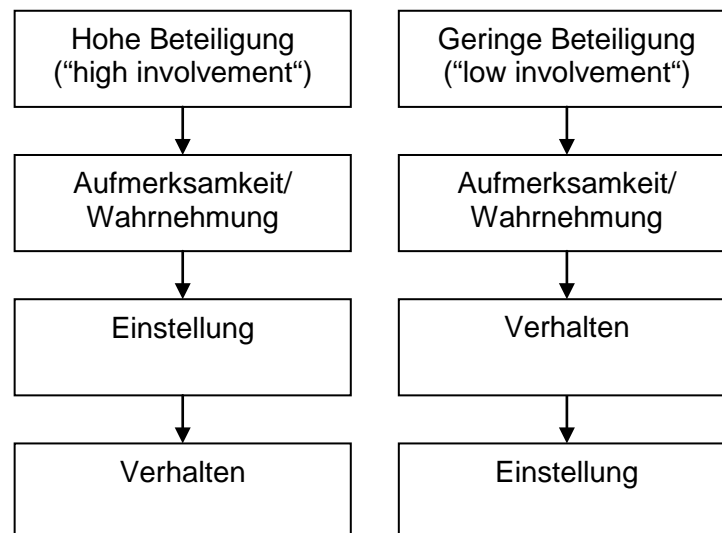 Hohe Beteiligung
(“high involvement“)
Aufmerksamkeit/
Wahrnehmung
Einstellung
Verhalten
Geringe Beteiligung
(“low involvement“)
Aufmerksamkeit/
Wahrnehmung
Verhalten
Einstellung